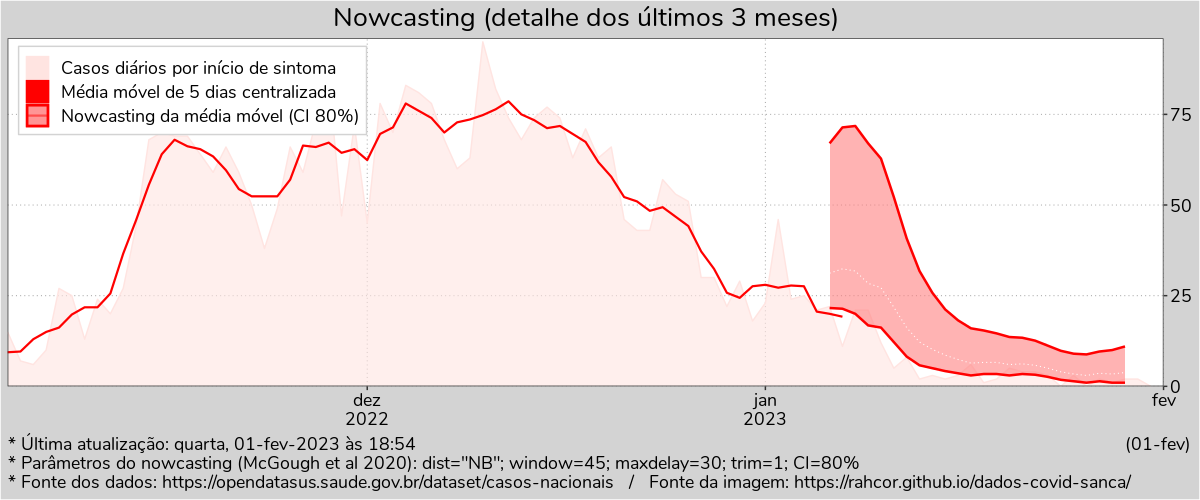 Nowcasting (detalhe dos últimos 3 meses)
Casos diários por início de sintoma
Média móvel de 5 dias centralizada
Nowcasting da média móvel (CI 80%)
75
50
25
0
dez
2022
jan
2023
fev
* Última atualização: quarta, 01-fev-2023 às 18:54
(01-fev)
* Parâmetros do nowcasting (McGough et al 2020): dist="NB"; window=45; maxdelay=30; trim=1; CI=80%
* Fonte dos dados: https://opendatasus.saude.gov.br/dataset/casos-nacionais / Fonte da imagem: https://rahcor.github.io/dados-covid-sanca/